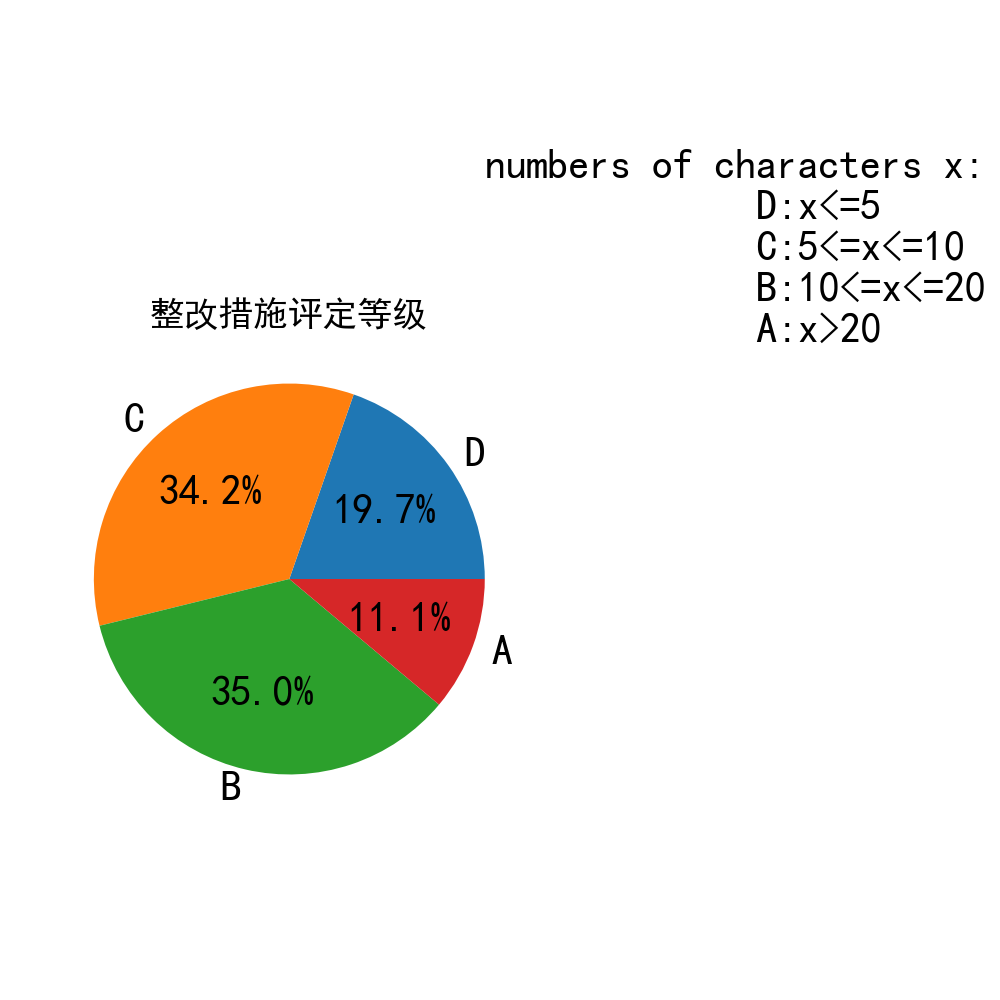 numbers of characters x:
D:x<=5
C:5<=x<=10
B:10<=x<=20
A:x>20
整改措施评定等级
C
D
34.2%
19.7%
11.1%
A
35.0%
B